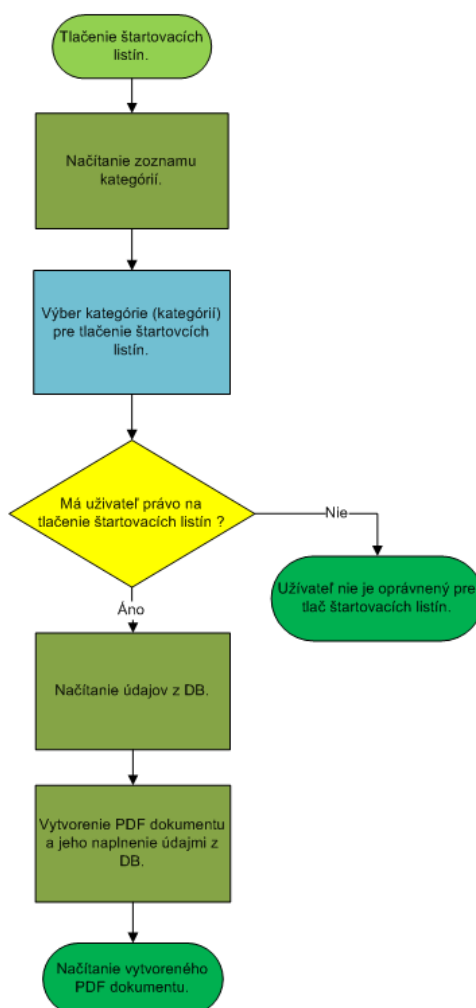 Tlačenie štartovacích
listín.
Načítanie zoznamu
kategórií.
Výber kategórie (kategórií)
pre tlačenie štartovcích
listín.
Má uživateľ právo na
tlačenie štartovacích listín ?
Nie
Užívateľ nie je oprávnený pre
tlač štartovacích listín.
Áno
Načítanie údajov z DB.
Vytvorenie PDF dokumentu
a jeho naplnenie údajmi z
DB.
Načítanie vytvoreného
PDF dokumentu.